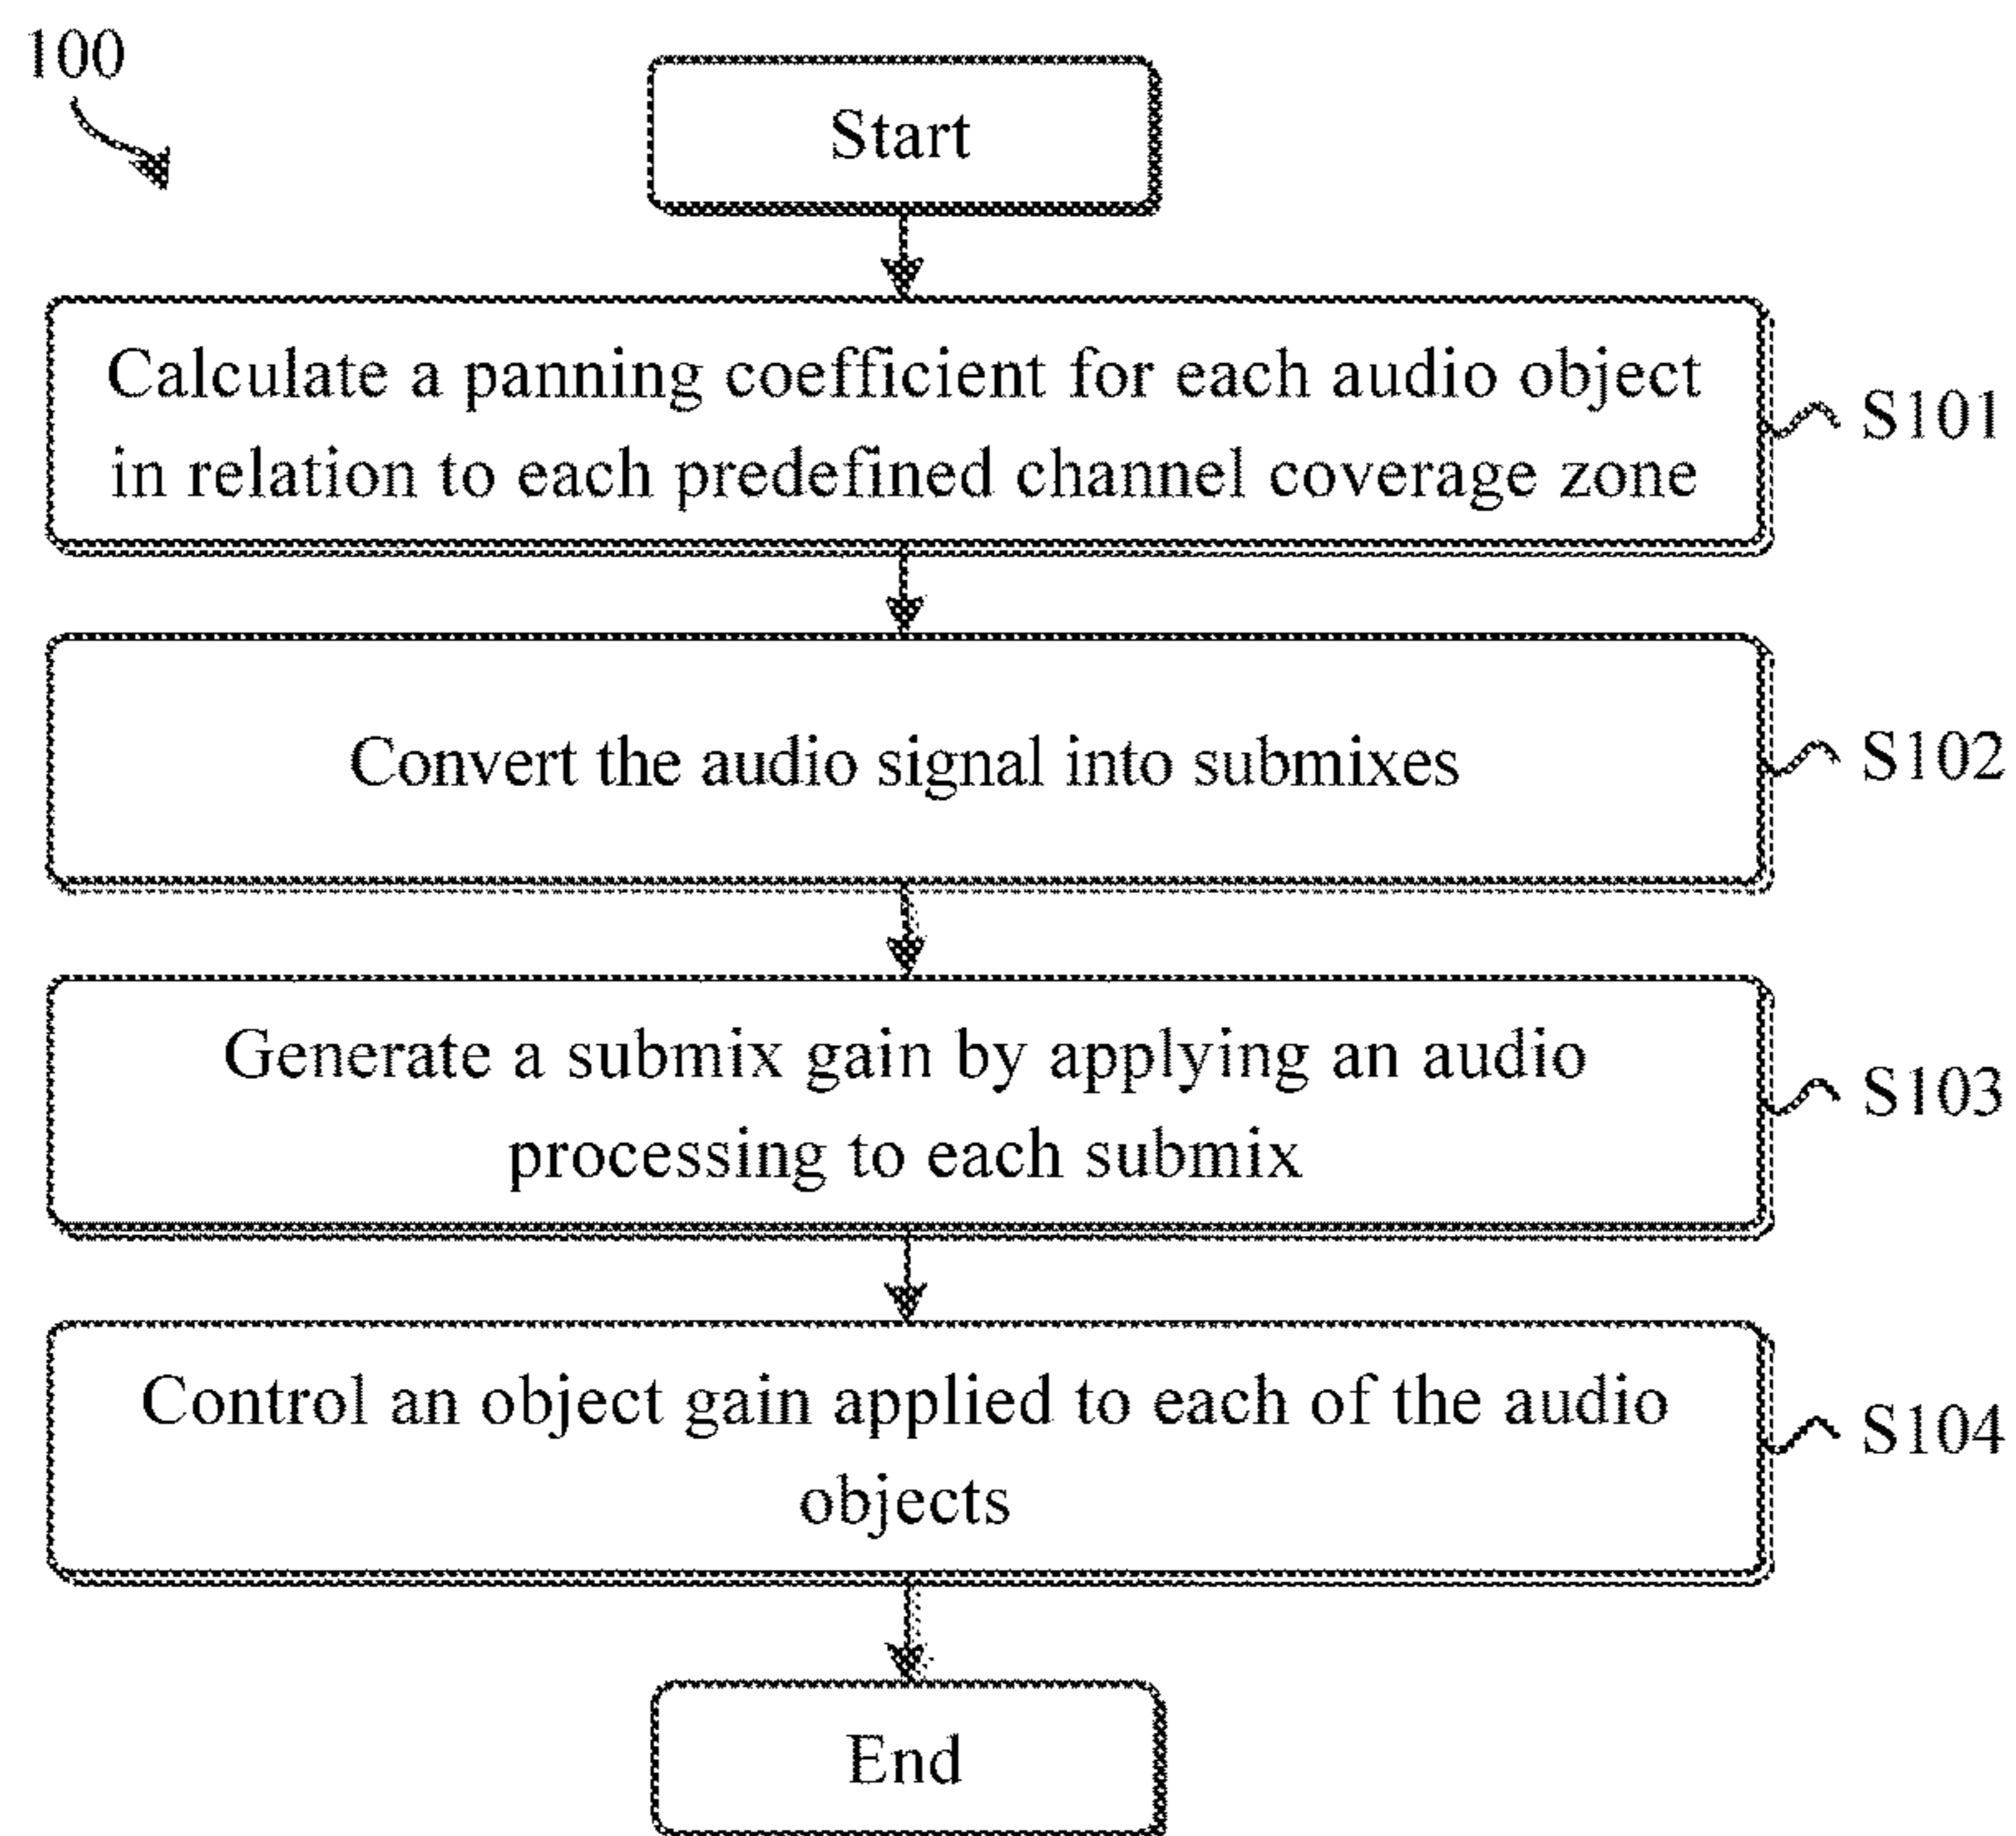 100
Start
Calculate a panning coefficient for each audio object
in relation to each predefined channel coverage zone
S101
Convert the audio signal into submixes
S102
Generate a submix gain by applying an audio
processing to each submix
S103
Control an object gain applied to each of the audio
objects
S104
End